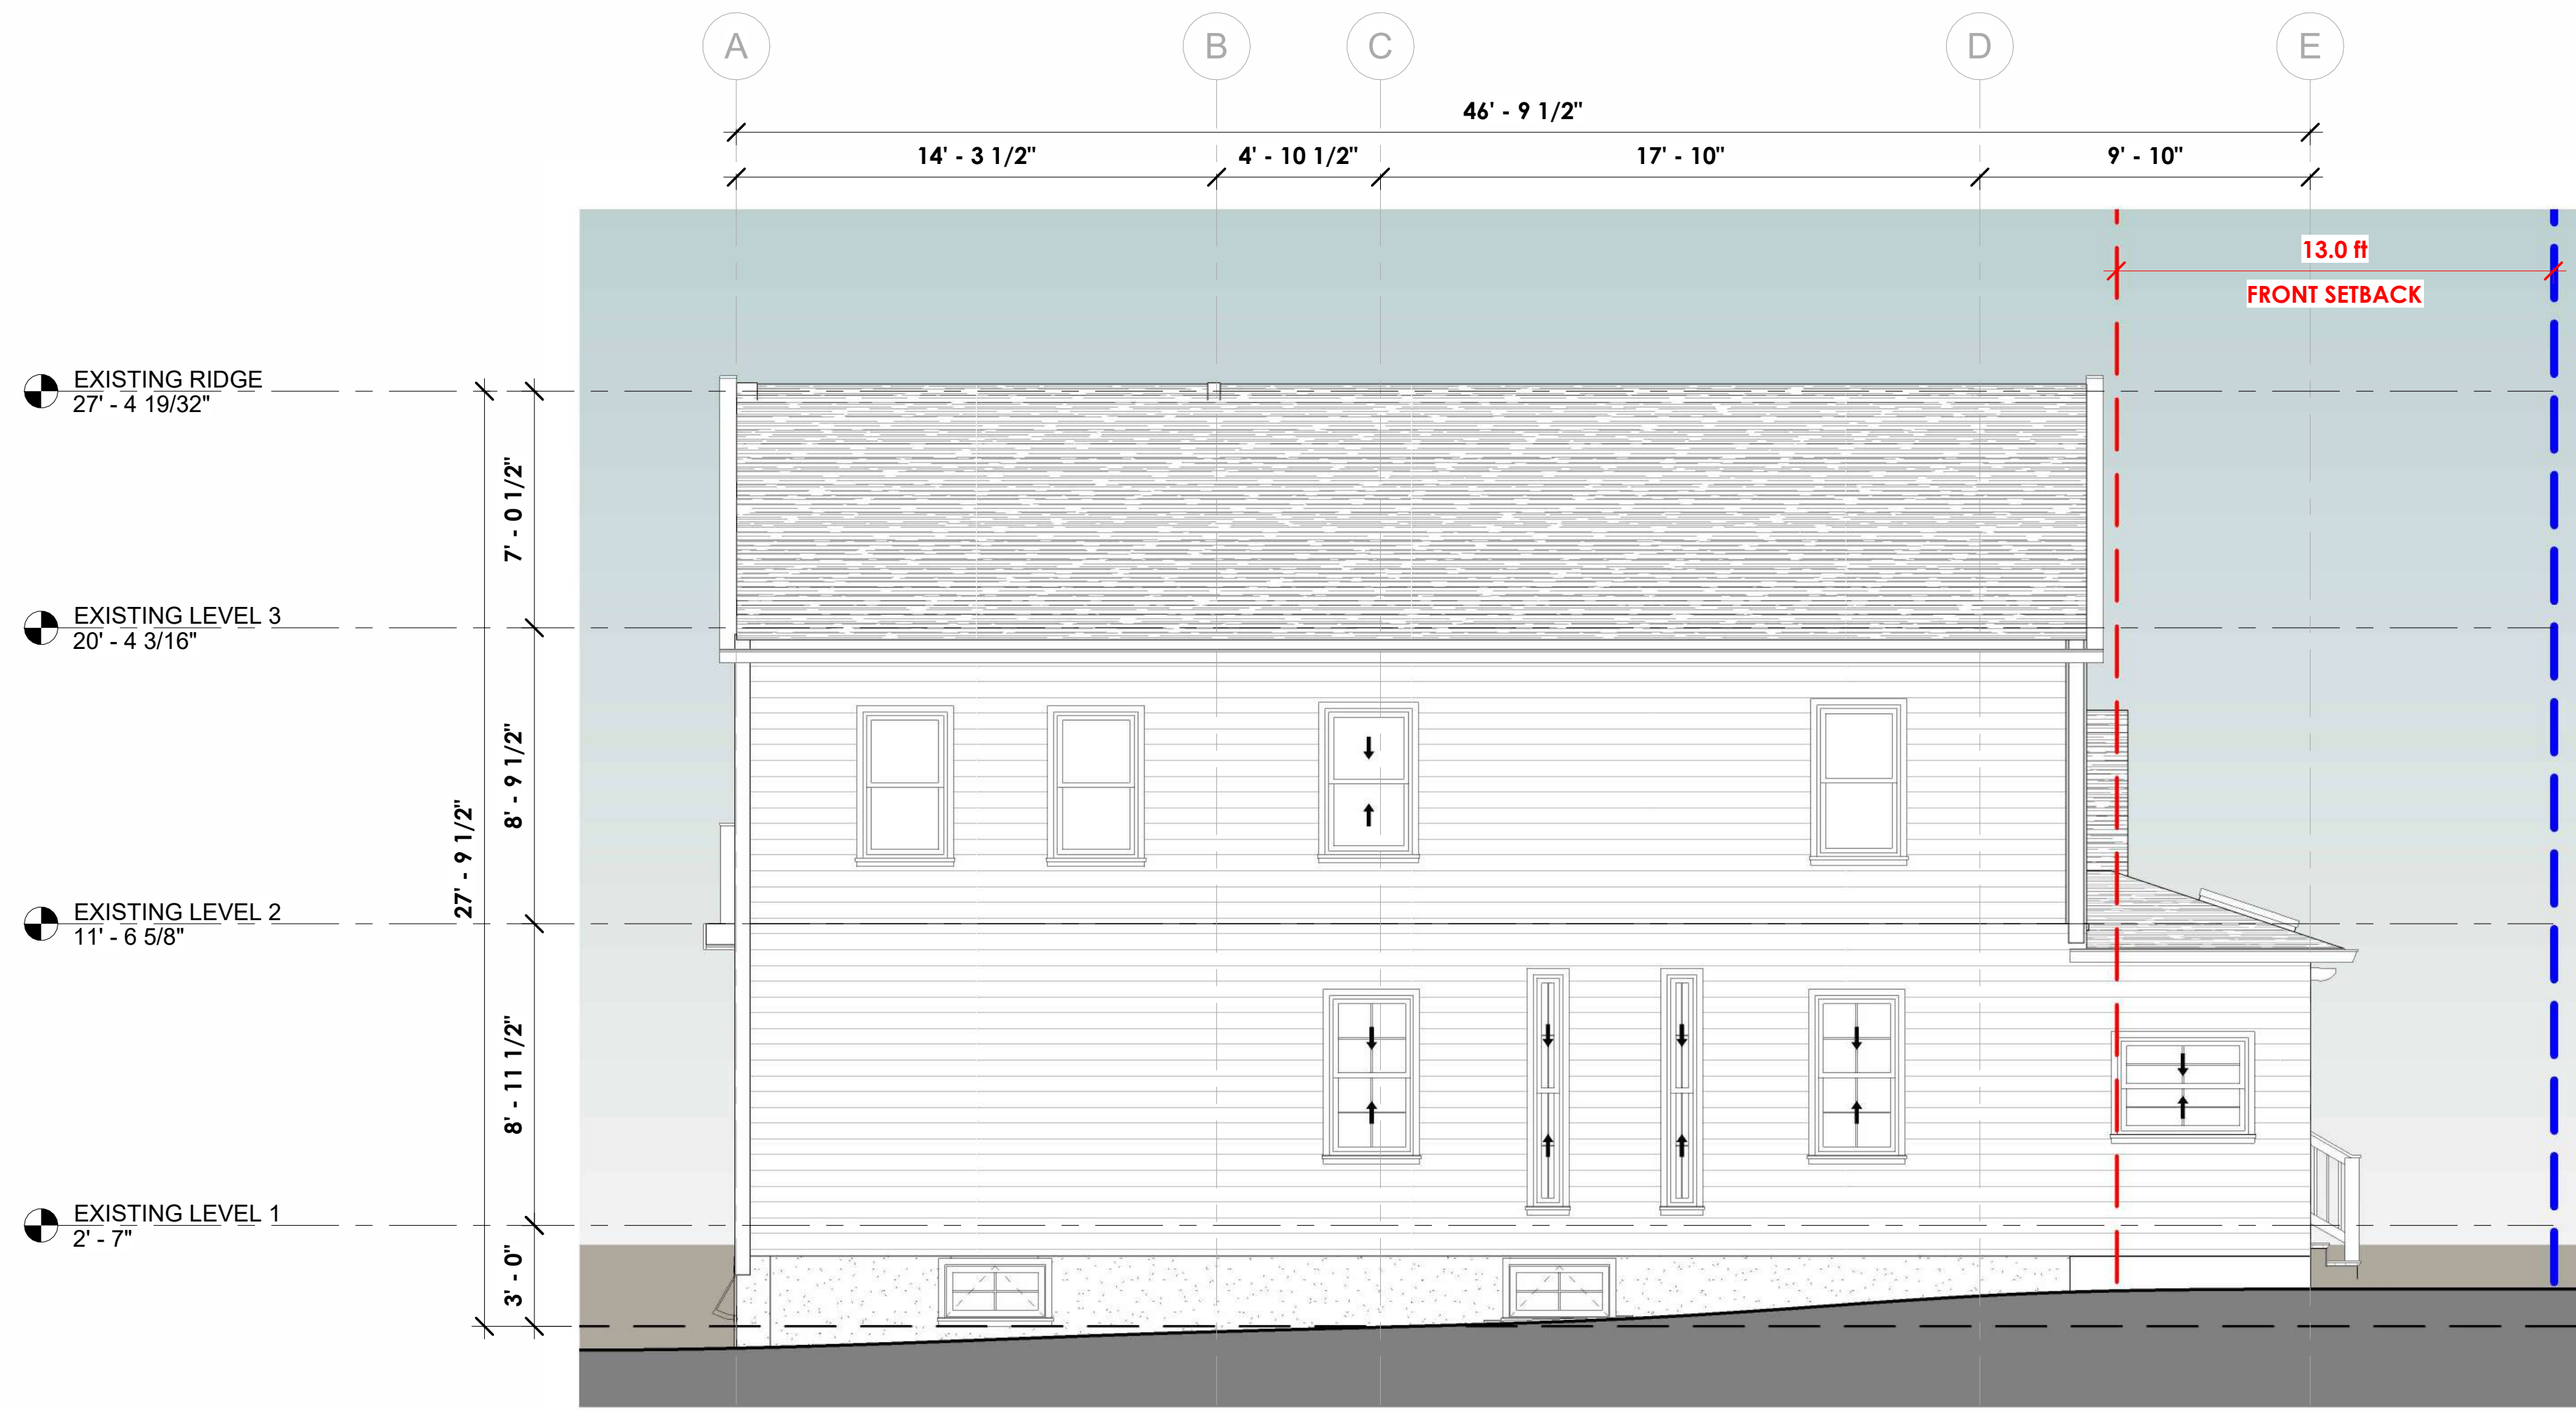 A
B
C
D
E
46' - 9 1/2"
14' - 3 1/2"
4' - 10 1/2"
17' - 10"
9' - 10"
13.0 ft
FRONT SETBACK
EXISTING RIDGE
27' - 4 19/32"
7' - 0 1/2"
EXISTING LEVEL 3
20' - 4 3/16"
8' - 9 1/2"
27' - 9 1/2"
EXISTING LEVEL 2
11' - 6 5/8"
8' - 11 1/2"
EXISTING LEVEL 1
2' - 7"
3' - 0"